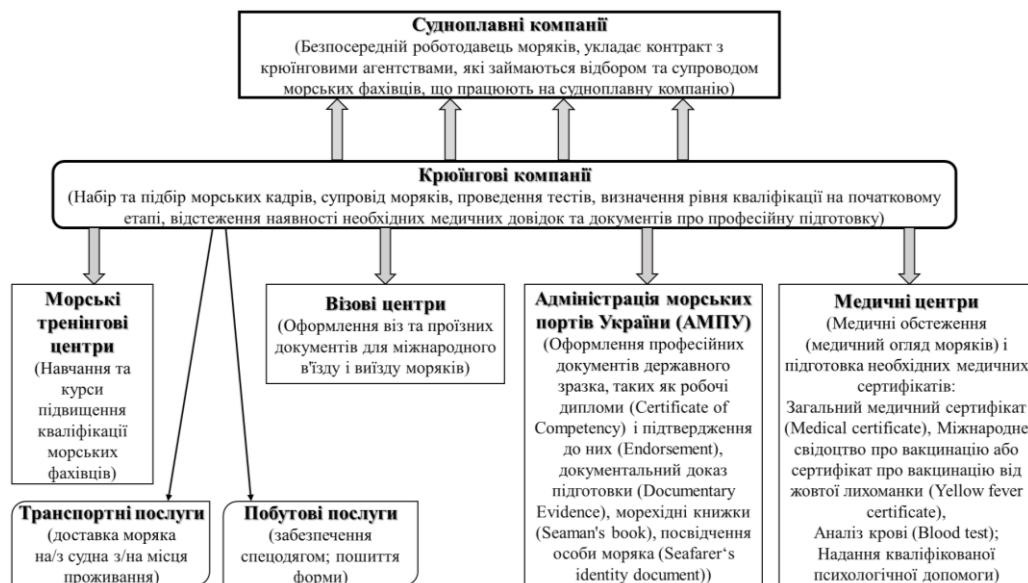 Судноплавні компанії
(Безпосередній роботодавець моряків, укладає контракт з
крюїнговими агентствами, які займаються відбором та супроводом
морських фахівців, що працюють на судноплавну компанію)
Крюїнгові компанії
(Набір та підбір морських кадрів, супровід моряків, проведення тестів, визначення рівня кваліфікації на початковому
етапі, відстеження наявності необхідних медичних довідок та документів про професійну підготовку)
Морські
тренінгові
центри
(Навчання та
курси
підвищення
кваліфікації
морських
фахівців)
Візові центри
(Оформлення віз та проїзних
документів для міжнародного
в'їзду і виїзду моряків)
Адміністрація морських
портів України (АМПУ)
(Оформлення професійних
документів державного
зразка, таких як робочі
дипломи (Certificate of
Competency) і підтвердження
до них (Endorsement),
документальний доказ
підготовки (Documentary
Evidence), морехідні книжки
(Seaman's book), посвідчення
особи моряка (Seafarer‘s
identity document))
Медичні центри
(Медичні обстеження
(медичний огляд моряків) і
підготовка необхідних медичних
сертифікатів:
Загальний медичний сертифікат
(Medical certificate), Міжнародне
свідоцтво про вакцинацію або
сертифікат про вакцинацію від
жовтої лихоманки (Yellow fever
certificate),
Аналіз крові (Blood test);
Надання кваліфікованої
психологічної допомоги)
Транспортні послуги
(доставка моряка
на/з судна з/на місця
проживання)
Побутові послуги
(забезпечення
спецодягом; пошиття
форми)